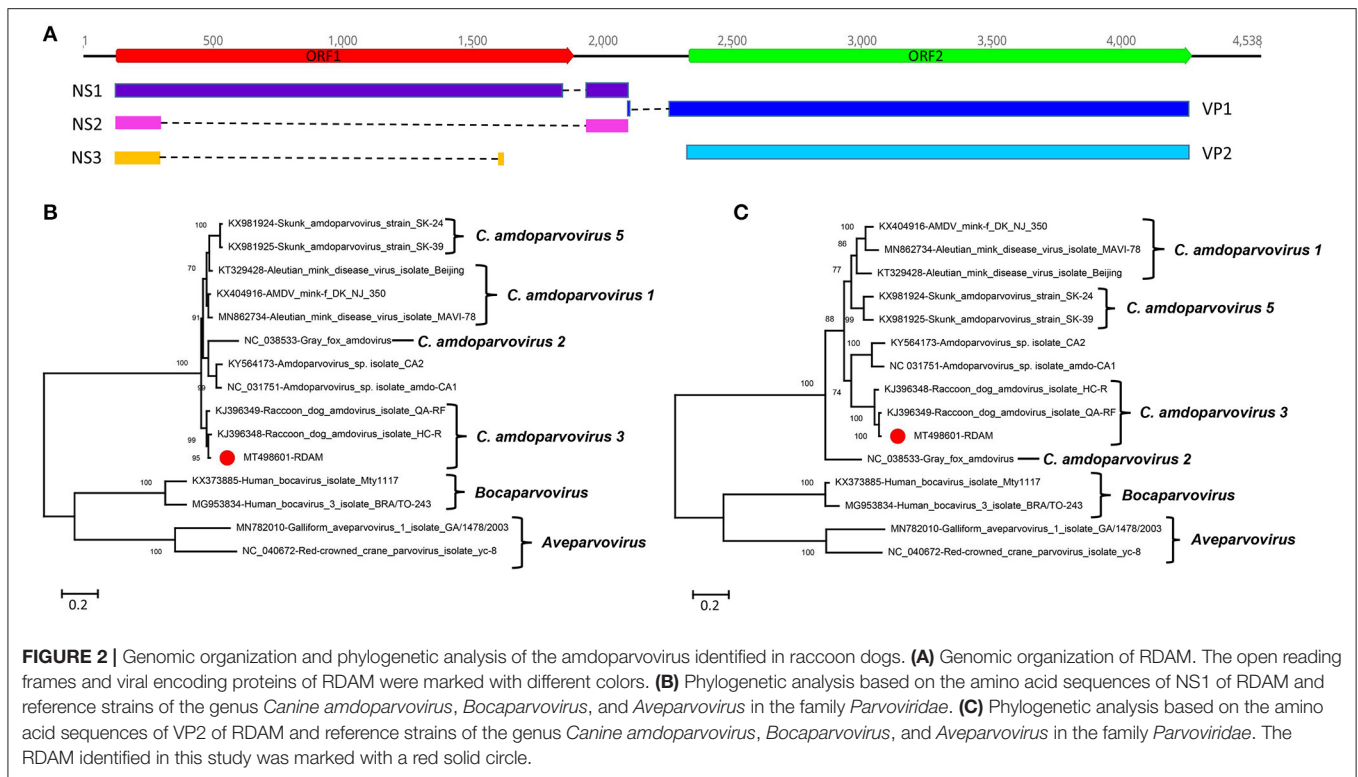 A
1 500 1,000 1,500 2,000 2,500 3,000 3,500 4,000 4,538
ORF1 ORF2
NS1
VP1
NS2
NS3
VP2
B
100 KX981924-Skunk_amdoparvovirus_strain_SK-24
C. amdoparvovirus 5
KX981925-Skunk_amdoparvovirus_strain_SK-39
70 KT329428-Aleutian_mink_disease_virus_isolate_Beijing
KX404916-AMDV_mink-f_DK_NJ_350
C. amdoparvovirus 1
91 MN862734-Aleutian_mink_disease_virus_isolate_MAVI-78
NC_038533-Gray_fox_amdovirus C. amdoparvovirus 2
100 KY564173-Amdoparvovirus_sp._isolate_CA2
99 NC_031751-Amdoparvovirus_sp._isolate_amdo-CA1
KJ396349-Raccoon_dog_amdovirus_isolate_QA-RF
99 KJ396348-Raccoon_dog_amdovirus_isolate_HC-R
C. amdoparvovirus 3
95 MT498601-RDAM
100 KX373885-Human_bocavirus_isolate_Mty1117
Bocaparvovirus
MG953834-Human_bocavirus_3_isolate_BRA/TO-243
MN782010-Galliform_aveparvovirus_1_isolate_GA/1478/2003
Aveparvovirus
100 NC_040672-Red-crowned_crane_parvovirus_isolate_yc-8
0.2
C
100 KX404916-AMDV_mink-f_DK_NJ_350
86 MN862734-Aleutian_mink_disease_virus_isolate_MAVI-78
C. amdoparvovirus 1
77 KT329428-Aleutian_mink_disease_virus_isolate_Beijing
KX981924-Skunk_amdoparvovirus_strain_SK-24
C. amdoparvovirus 5
88 99 KX981925-Skunk_amdoparvovirus_strain_SK-39
KY564173-Amdoparvovirus_sp._isolate_CA2
100 NC_031751-Amdoparvovirus_sp._isolate_amdo-CA1
100 74 KJ396348-Raccoon_dog_amdovirus_isolate_HC-R
C. amdoparvovirus 3
100 KJ396349-Raccoon_dog_amdovirus_isolate_QA-RF
100 MT498601-RDAM
NC_038533-Gray_fox_amdovirus C. amdoparvovirus 2
100 KX373885-Human_bocavirus_isolate_Mty1117
Bocaparvovirus
MG953834-Human_bocavirus_3_isolate_BRA/TO-243
MN782010-Galliform_aveparvovirus_1_isolate_GA/1478/2003
Aveparvovirus
100 NC_040672-Red-crowned_crane_parvovirus_isolate_yc-8
0.2
FIGURE 2 | Genomic organization and phylogenetic analysis of the amdoparvovirus identified in raccoon dogs. (A) Genomic organization of RDAM. The open reading
frames and viral encoding proteins of RDAM were marked with different colors. (B) Phylogenetic analysis based on the amino acid sequences of NS1 of RDAM and
reference strains of the genus Canine amdoparvovirus, Bocaparvovirus, and Aveparvovirus in the family Parvoviridae. (C) Phylogenetic analysis based on the amino
acid sequences of VP2 of RDAM and reference strains of the genus Canine amdoparvovirus, Bocaparvovirus, and Aveparvovirus in the family Parvoviridae. The
RDAM identified in this study was marked with a red solid circle.